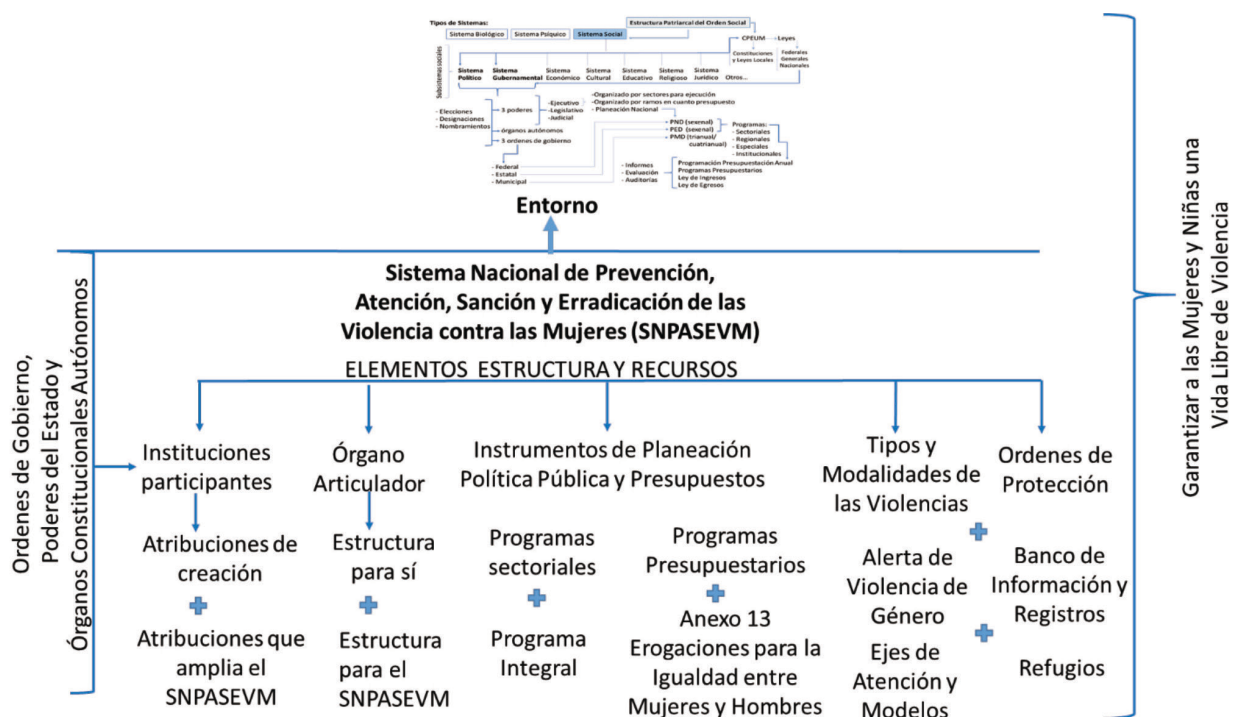 Tipos de Sistemas:
Estructura Patriarcal del Orden Social
Sistema Biológico
Sistema Psíquico
Sistema Social
CPEUM
Leyes
Constituciones
y Leyes Locales
Federales
Generales
Nacionales
Subsistemas sociales
Sistema
Político
Sistema
Gubernamental
Sistema
Económico
Sistema
Cultural
Sistema
Educativo
Sistema
Religioso
Sistema
Jurídico
Otros...
- Elecciones
- Designaciones
- Nombramientos
- 3 poderes
- órganos autónomos
- 3 ordenes de gobierno
- Ejecutivo
- Legislativo
- Judicial
- Organizado por sectores para ejecución
- Organizado por ramos en cuanto presupuesto
- Planeación Nacional
PND (sexenal)
PED (sexenal)
PMD (trianual/
cuatrianual)
Programas:
- Sectoriales
- Regionales
- Especiales
- Institucionales
- Federal
- Estatal
- Municipal
- Informes
- Evaluación
- Auditorías
Programación Presupuestación Anual
Programas Presupuestarios
Ley de Ingresos
Ley de Egresos
Entorno
Sistema Nacional de Prevención,
Atención, Sanción y Erradicación de las
Violencia contra las Mujeres (SNPASEVM)
ELEMENTOS ESTRUCTURA Y RECURSOS
Ordenes de Gobierno,
Poderes del Estado y
Órganos Constitucionales Autónomos
Instituciones
participantes
Atribuciones de
creación
Atribuciones que
amplia el
SNPASEVM
Órgano
Articulador
Estructura
para sí
Estructura
para el
SNPASEVM
Instrumentos de Planeación
Política Pública y Presupuestos
Programas
sectoriales
Programa
Integral
Programas
Presupuestarios
Anexo 13
Erogaciones para la
Igualdad entre
Mujeres y Hombres
Tipos y
Modalidades de
las Violencias
Alerta de
Violencia de
Género
Ejes de
Atención y
Modelos
Ordenes de
Protección
Banco de
Información y
Registros
Refugios
Garantizar a las Mujeres y Niñas una
Vida Libre de Violencia